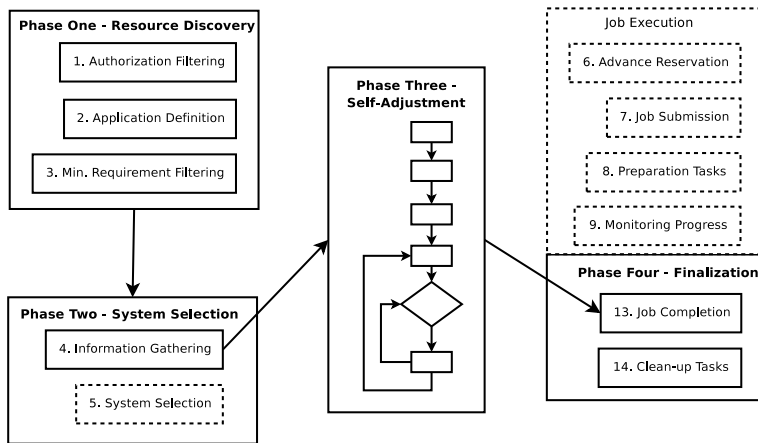 Phase One - Resource Discovery
1. Authorization Filtering
2. Application Definition
3. Min. Requirement Filtering
Phase Two - System Selection
4. Information Gathering
5. System Selection
Phase Three -
Self-Adjustment
Job Execution
6. Advance Reservation
7. Job Submission
8. Preparation Tasks
9. Monitoring Progress
Phase Four - Finalization
13. Job Completion
14. Clean-up Tasks